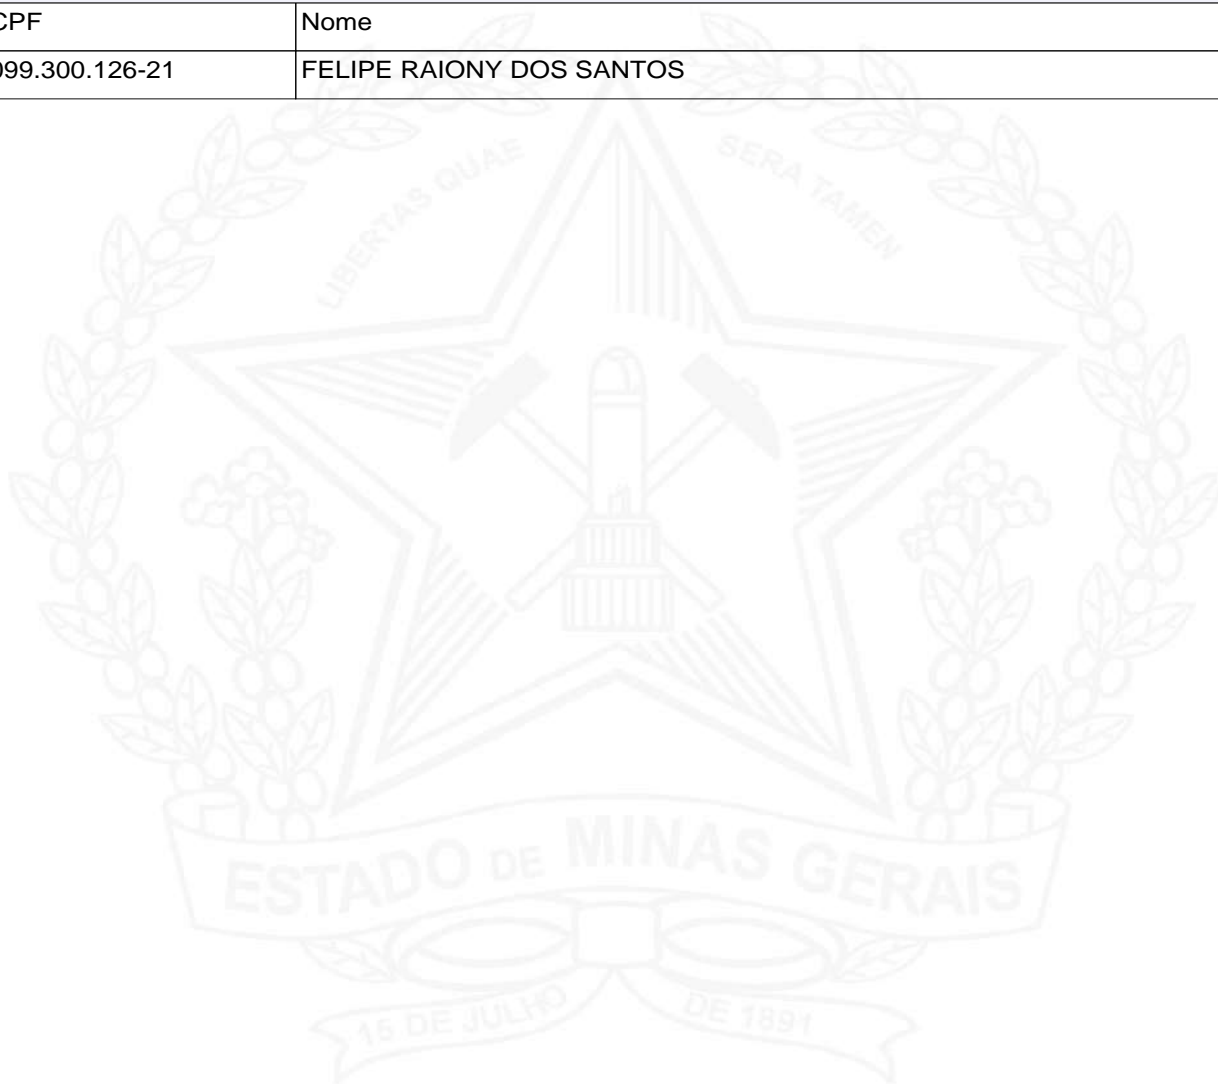 CPF Nome
099.300.126-21 FELIPE RAIONY DOS SANTOS
LIBERTAS QUAE SERA TAMEN
ESTADO DE MINAS GERAIS
15 DE JULHO DE 1891